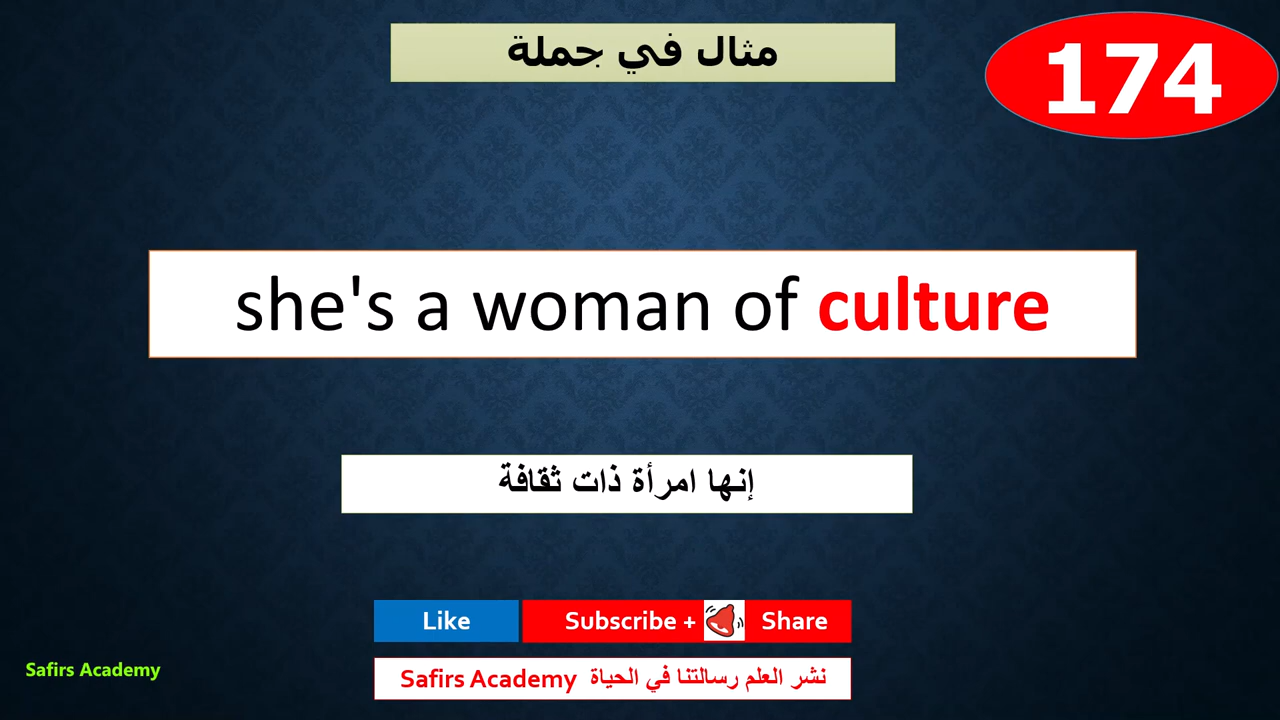 مثال في جملة
174
she's a woman of culture
إنها امرأة ذات ثقافة
Like
Subscribe + Share
Safirs Academy
Safirs Academy نشر العلم رسالتنا في الحياة